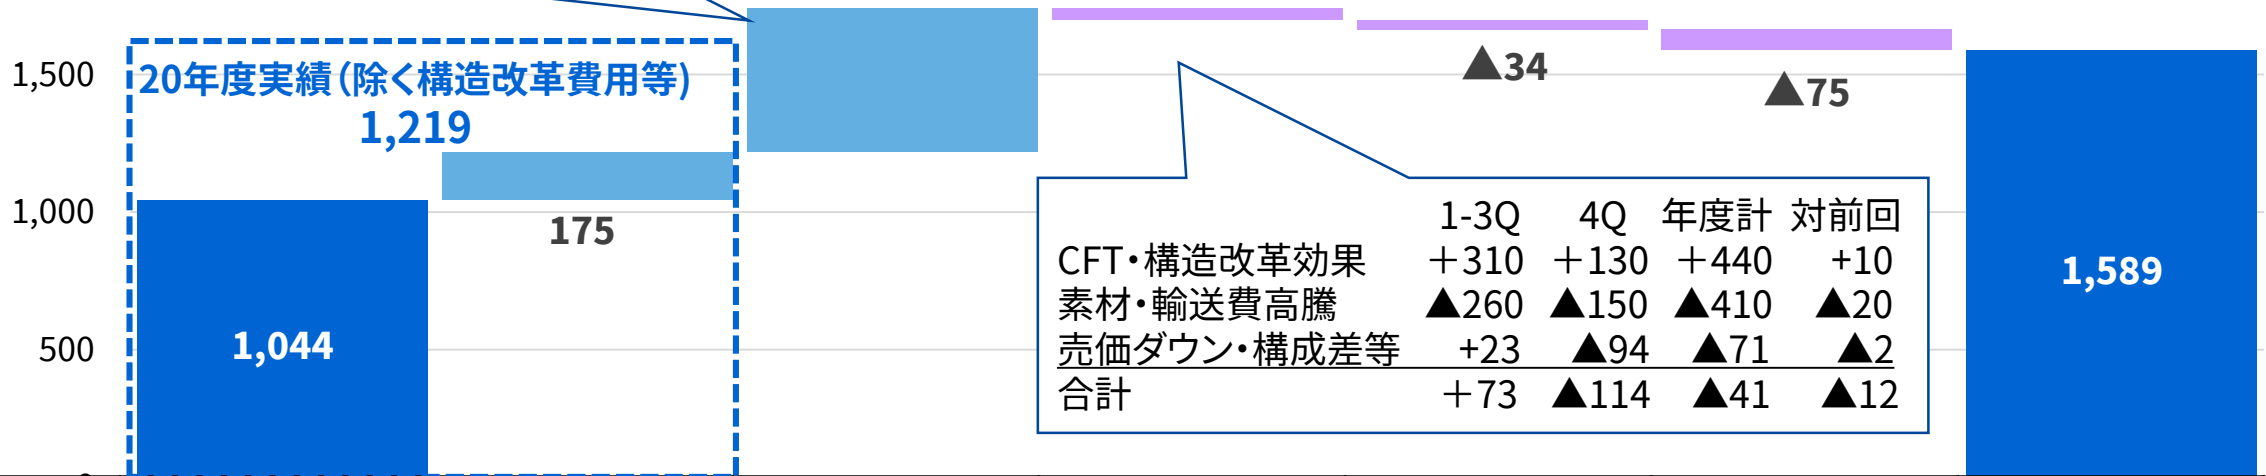 1,500
1,000
500
20年度実績(除く構造改革費用等)
1,219
1,044
175
▲34
▲75
1-3Q 4Q 年度計 対前回
CFT・構造改革効果 +310 +130 +440 +10
素材・輸送費高騰 ▲260 ▲150 ▲410 ▲20
売価ダウン・構成差等 +23 ▲94 ▲71 ▲2
合計 +73 ▲114 ▲41 ▲12
1,589